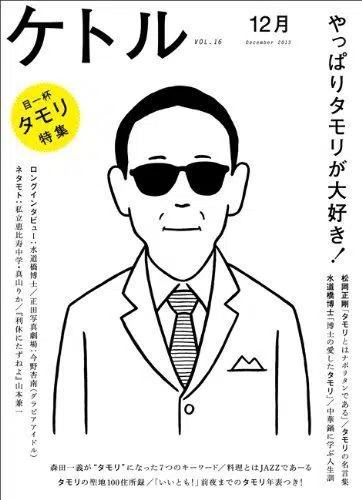 ケトル
VOL.16
12月
December 2013
やっぱりタモリが大好き！
目一杯
タモリ
特集
松岡正剛「タモリとはナポリタンである」／タモリの名言集
水道橋博士「博士の愛したタモリ」／中華鍋に学ぶ人生訓
ロングインタビュー：水道橋博士／正田写真劇場：今野杏南（グラビアアイドル）
ネタモト：私立恵比寿中学・真山りか／『利休にたずねよ』山本兼一
森田一義が“タモリ”になった7つのキーワード／料理とはJAZZであーる
タモリの聖地100住所録／「いいとも！」前夜までのタモリ年表つき！